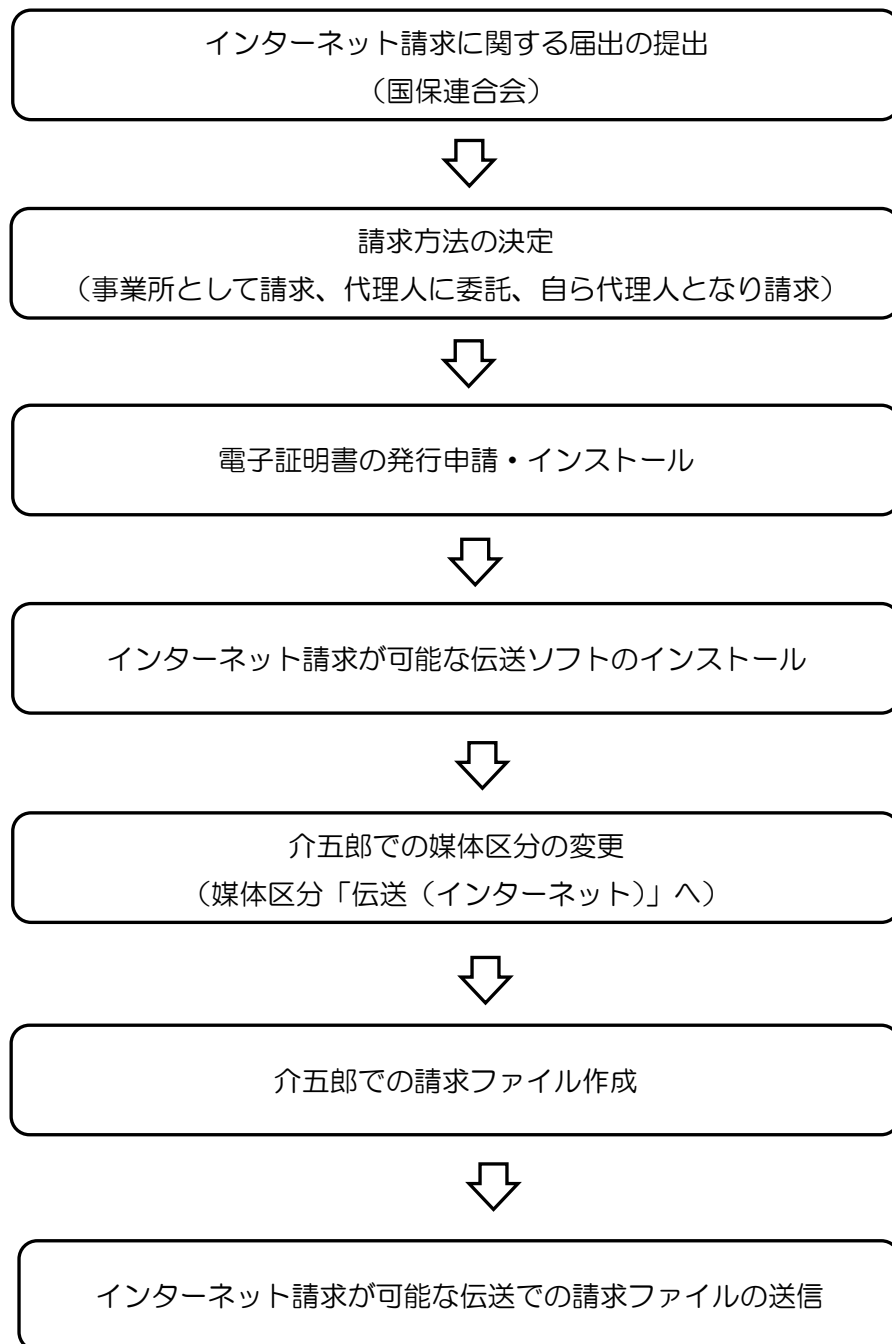 インターネット請求に関する届出の提出
（国保連合会）
請求方法の決定
（事業所として請求、代理人に委託、自ら代理人となり請求）
電子証明書の発行申請・インストール
インターネット請求が可能な伝送ソフトのインストール
介五郎での媒体区分の変更
（媒体区分「伝送（インターネット）」へ）
介五郎での請求ファイル作成
インターネット請求が可能な伝送での請求ファイルの送信